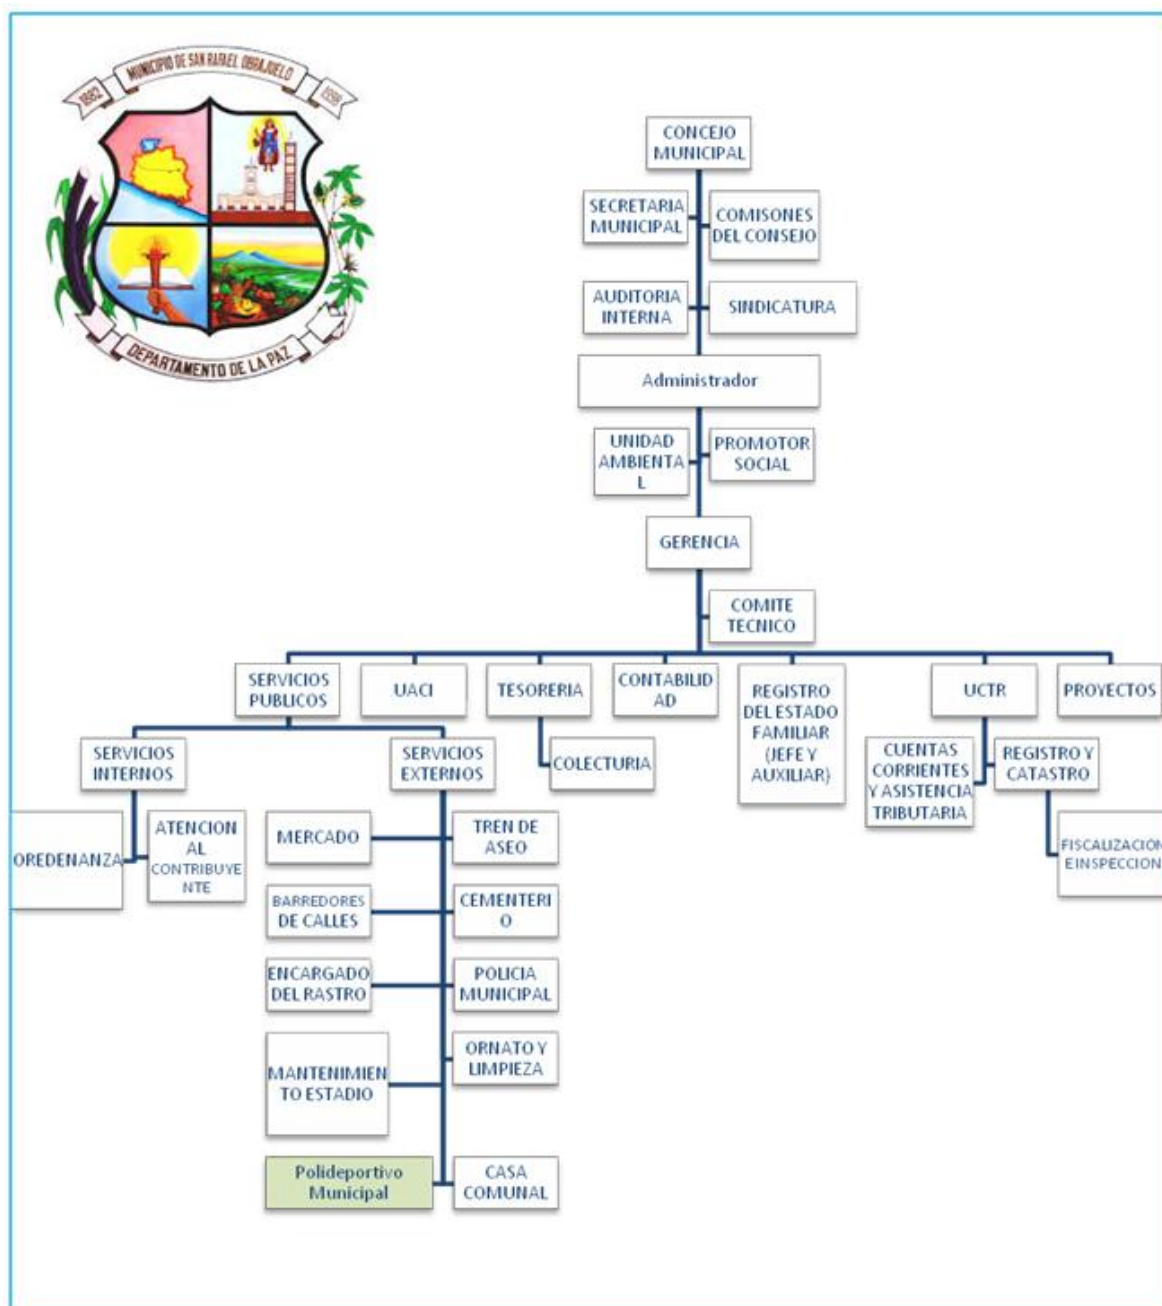 MUNICIPIO DE SAN RAFAEL OBRAJUELO
1882
DEPARTAMENTO DE LA PAZ
CONCEJO
MUNICIPAL
SECRETARIA
MUNICIPAL
COMISONES
DEL CONSEJO
AUDITORIA
INTERNA
SINDICATURA
Administrador
UNIDAD
AMBIENTA
L
PROMOTOR
SOCIAL
GERENCIA
COMITE
TECNICO
SERVICIOS
PUBLICOS
UACI
TESORERIA
CONTABILID
AD
REGISTRO
DEL ESTADO
FAMILIAR
(JEFE Y
AUXILIAR)
UCTR
PROYECTOS
SERVICIOS
INTERNOS
SERVICIOS
EXTERNOS
COLECTURIA
CUENTAS
CORRIENTES
Y ASISTENCIA
TRIBUTARIA
REGISTRO Y
CATASTRO
OREDENANZA
ATENCION
AL
CONTRIBUYE
NTE
MERCADO
TREN DE
ASEO
FISCALIZACION
E INSPECCION
BARREDORES
DE CALLES
CEMENTERI
O
ENCARGADO
DEL RASTRO
POLICIA
MUNICIPAL
MANTENIMIEN
TO ESTADIO
ORNATO Y
LIMPIEZA
Polideportivo
Municipal
CASA
COMUNAL